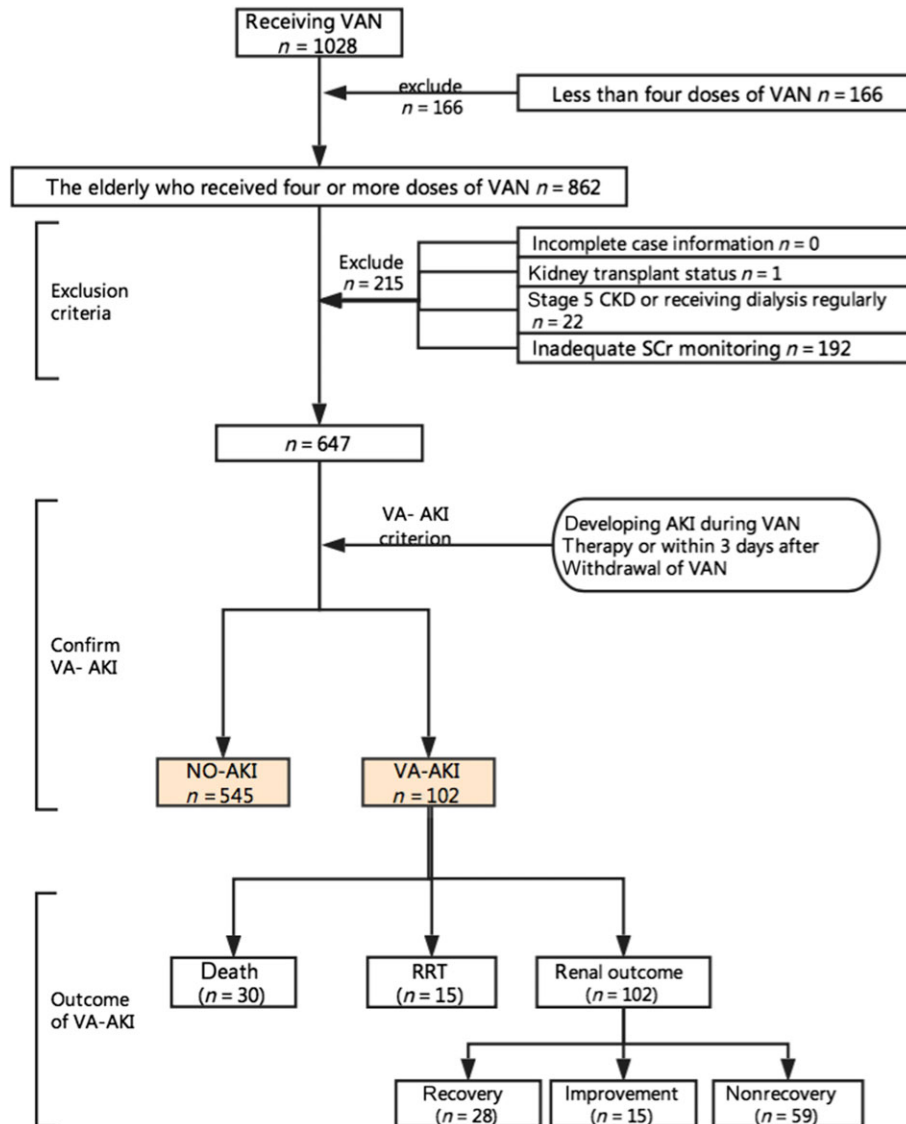 Receiving VAN
n = 1028
exclude
n = 166
Less than four doses of VAN n = 166
The elderly who received four or more doses of VAN n = 862
Exclusion
criteria
Exclude
n = 215
Incomplete case information n = 0
Kidney transplant status n = 1
Stage 5 CKD or receiving dialysis regularly
n = 22
Inadequate SCr monitoring n = 192
n = 647
VA- AKI
criterion
Developing AKI during VAN
Therapy or within 3 days after
Withdrawal of VAN
Confirm
VA- AKI
NO-AKI
n = 545
VA-AKI
n = 102
Outcome
of VA-AKI
Death
(n = 30)
RRT
(n = 15)
Renal outcome
(n = 102)
Recovery
(n = 28)
Improvement
(n = 15)
Nonrecovery
(n = 59)